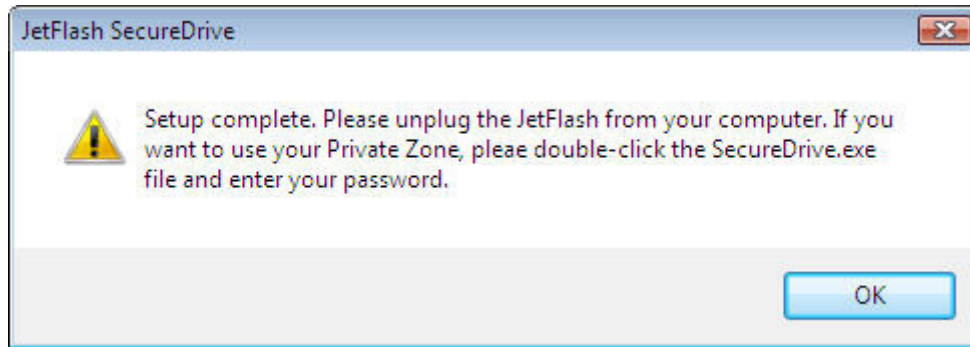 JetFlash SecureDrive
Setup complete. Please unplug the JetFlash from your computer. If you
want to use your Private Zone, pleae double-click the SecureDrive.exe
file and enter your password.
OK